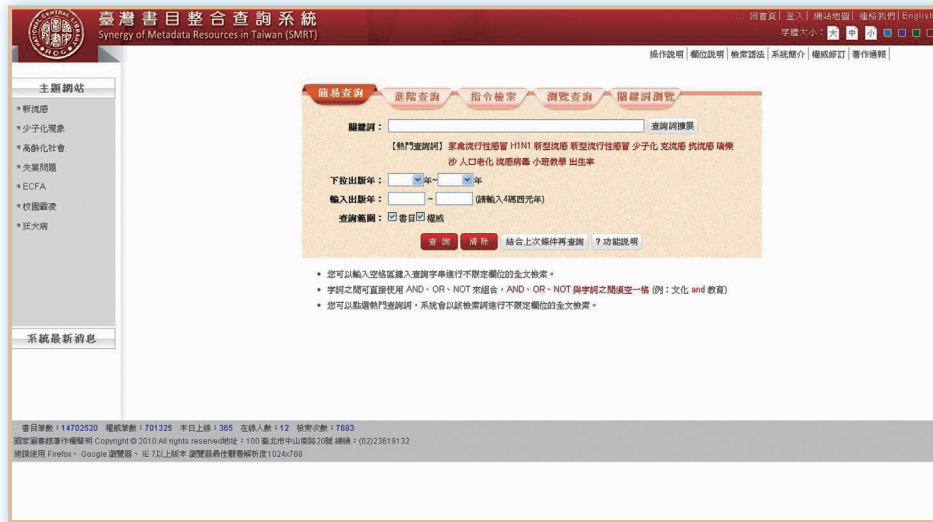 臺灣書目整合查詢系統
Synergy of Metadata Resources in Taiwan (SMRT)
::: 回首頁│登入│網站地圖│連絡我們│English
字體大小：大 中 小
操作說明│欄位說明│檢索語法│系統簡介│權威修訂│著作通報│
主題網站
新流感
少子化現象
高齡化社會
失業問題
ECFA
校園霸凌
狂犬病
系統最新消息
簡易查詢 進階查詢 指令檢索 瀏覽查詢 關鍵詞瀏覽
關鍵詞： 查詢詞擴展
【熱門查詢詞】 家禽流行性感冒 H1N1 新型流感 新型流行性感冒 少子化 克流感 抗流感 瑞樂
沙 人口老化 流感病毒 小班教學 出生率
下拉出版年： 年~ 年
輸入出版年： ~ (請輸入4碼西元年)
查詢範圍： 書目 權威
查詢 清除 結合上次條件再查詢 ?功能說明
• 您可以輸入空格區鍵入查詢字串進行不限定欄位的全文檢索。
• 字詞之間可直接使用 AND、OR、NOT 來組合，AND、OR、NOT 與字詞之間須空一格 (例：文化 and 教育)
• 您可以點選熱門查詢詞，系統會以該檢索詞進行不限定欄位的全文檢索。
書目筆數：14702520 權威筆數：701325 本日上線：365 在線人數：12 檢索次數：7693
國家圖書館著作權聲明 Copyright © 2010 All rights reserved地址：100 臺北市中山南路20號 總機：(02)23619132
建議使用 Firefox、 Google 瀏覽器、 IE 7以上版本 瀏覽器最佳觀看解析度1024x768